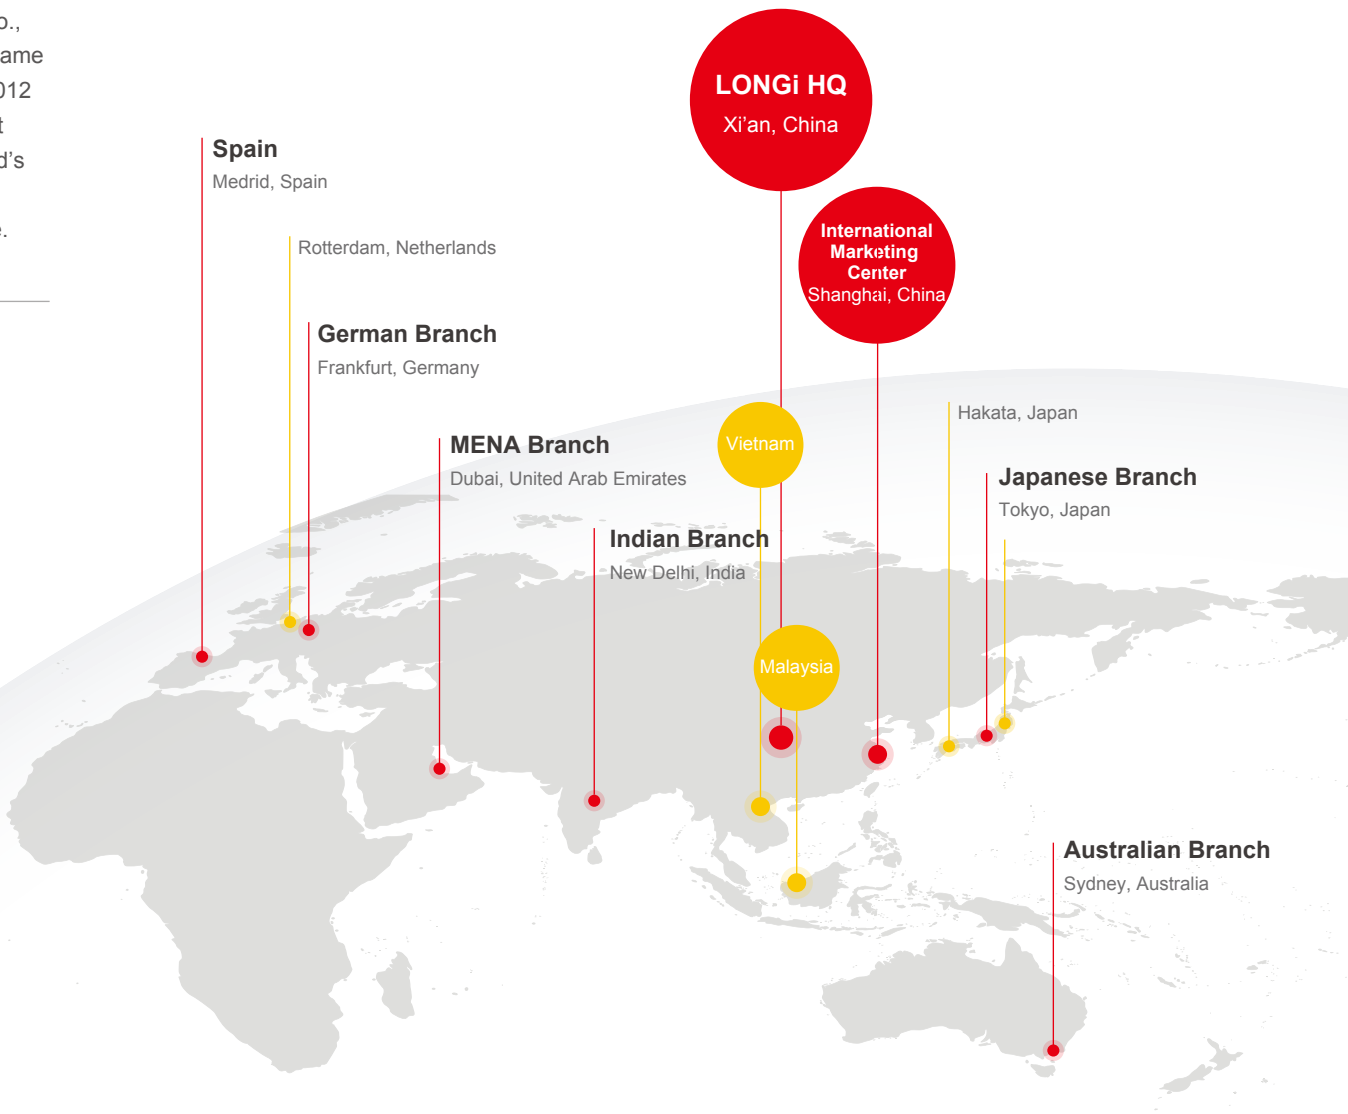 o.,
ame
012
t
d's
e.
LONGi HQ
Xi'an, China
Spain
Medrid, Spain
International
Marketing
Center
Shanghai, China
Rotterdam, Netherlands
German Branch
Frankfurt, Germany
Hakata, Japan
Vietnam
MENA Branch
Dubai, United Arab Emirates
Japanese Branch
Tokyo, Japan
Indian Branch
New Delhi, India
Malaysia
Australian Branch
Sydney, Australia